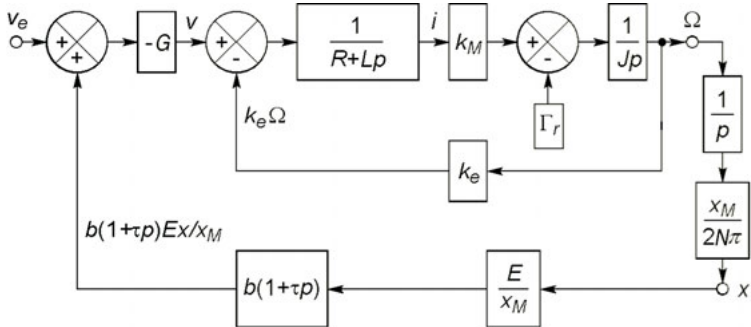 v_e
+
+
-G
v
+
-
1
R+Lp
i
k_M
+
-
1
Jp
Ω
k_eΩ
Γ_r
1
p
k_e
x_M
2Nπ
b(1+τp)Ex/x_M
b(1+τp)
E
x_M
x